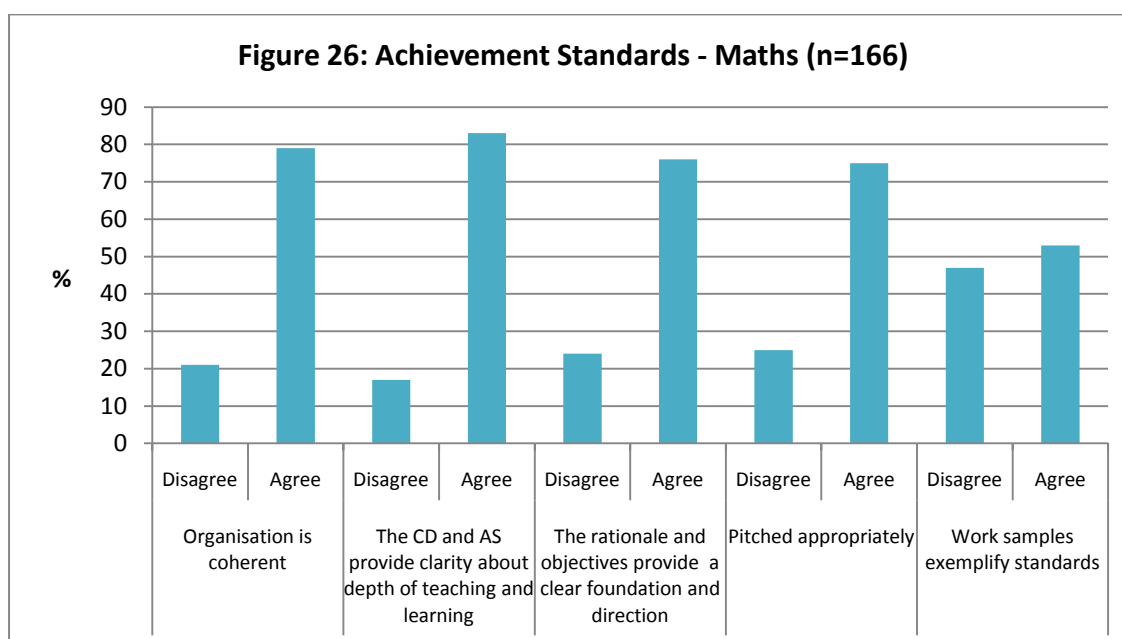 Figure 26: Achievement Standards - Maths (n=166)
90
80
70
60
50
40
30
20
10
0
%
Disagree Agree Disagree Agree Disagree Agree Disagree Agree Disagree Agree
Organisation is
coherent
The CD and AS
provide clarity about
depth of teaching and
learning
The rationale and
objectives provide a
clear foundation and
direction
Pitched appropriately
Work samples
exemplify standards